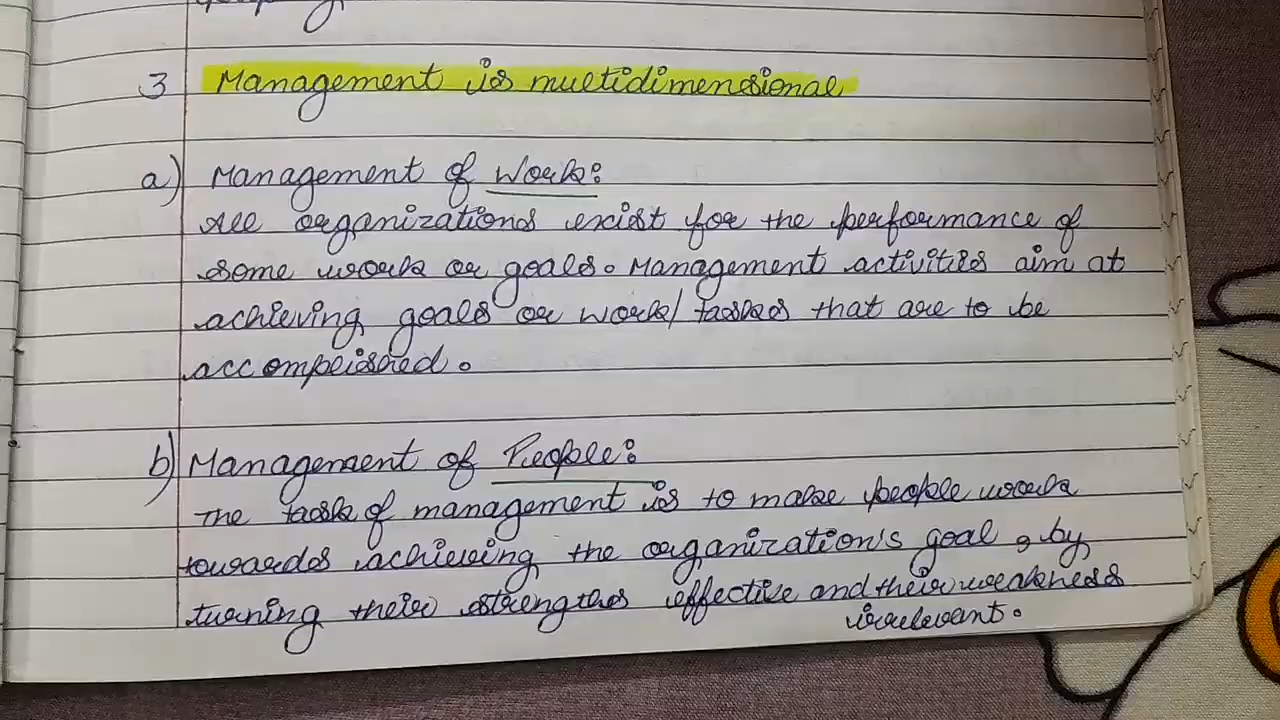 3 Management is multidimensional
a) Management of Work:
All organizations exist for the performance of
some work or goals. Management activities aim at
achieving goals or work/tasks that are to be
accomplished.
b) Management of People:
The task of management is to make people work
towards achieving the organization's goal, by
turning their strengths effective and their weakness
irrelevant.